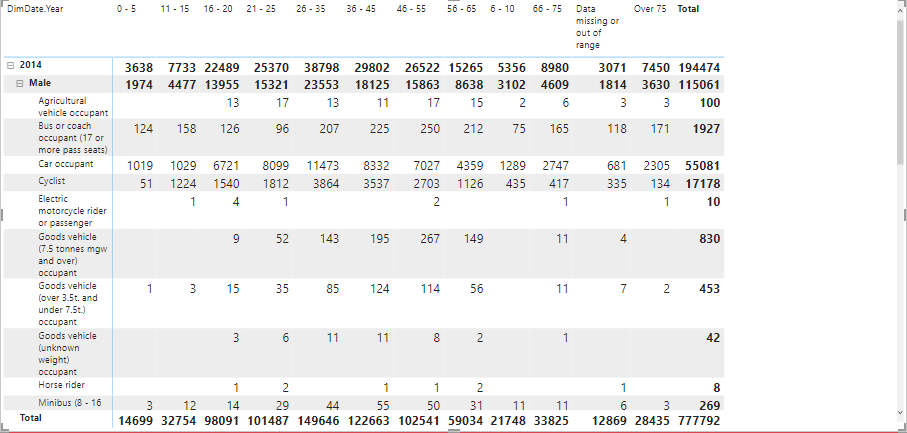 DimDate.Year 0 - 5 11 - 15 16 - 20 21 - 25 26 - 35 36 - 45 46 - 55 56 - 65 6 - 10 66 - 75 Data Over 75 Total
missing or
out of
range
2014 3638 7733 22489 25370 38798 29802 26522 15265 5356 8980 3071 7450 194474
Male 1974 4477 13955 15321 23553 18125 15863 8638 3102 4609 1814 3630 115061
Agricultural 13 17 13 11 17 15 2 6 3 3 100
vehicle occupant
Bus or coach 124 158 126 96 207 225 250 212 75 165 118 171 1927
occupant (17 or
more pass seats)
Car occupant 1019 1029 6721 8099 11473 8332 7027 4359 1289 2747 681 2305 55081
Cyclist 51 1224 1540 1812 3864 3537 2703 1126 435 417 335 134 17178
Electric 1 4 1 2 1 1 10
motorcycle rider
or passenger
Goods vehicle 9 52 143 195 267 149 11 4 830
(7.5 tonnes mgw
and over)
occupant
Goods vehicle 1 3 15 35 85 124 114 56 11 7 2 453
(over 3.5t. and
under 7.5t.)
occupant
Goods vehicle 3 6 11 11 8 2 1 42
(unknown
weight)
occupant
Horse rider 1 2 1 1 2 1 8
Minibus (8 - 16 3 12 14 29 44 55 50 31 11 11 6 3 269
Total 14699 32754 98091 101487 149646 122663 102541 59034 21748 33825 12869 28435 777792